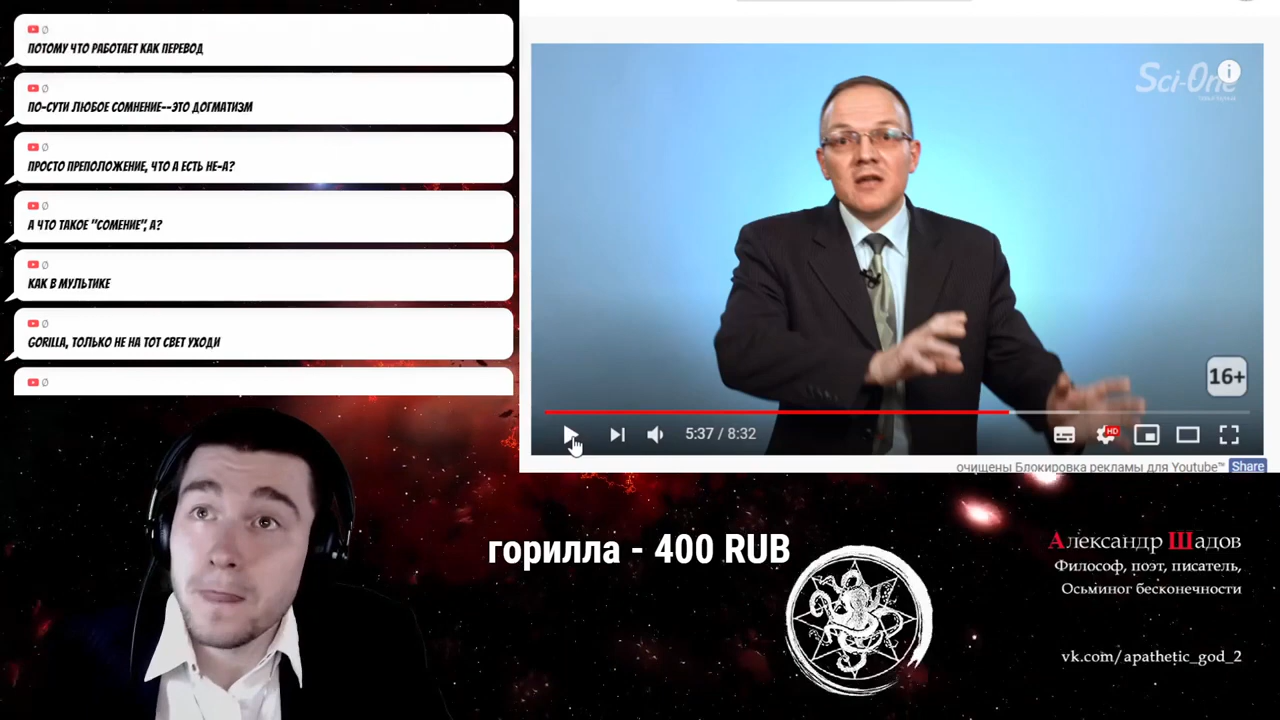 ПОТОМУ ЧТО РАБОТАЕТ КАК ПЕРЕВОД
ПО-СУТИ ЛЮБОЕ СОМНЕНИЕ--ЭТО ДОГМАТИЗМ
ПРОСТО ПРЕПОЛОЖЕНИЕ, ЧТО А ЕСТЬ НЕ-А?
А ЧТО ТАКОЕ "СОМЕНИЕ", А?
КАК В МУЛЬТИКЕ
GORILLA, ТОЛЬКО НЕ НА ТОТ СВЕТ УХОДИ
Sci-One
16+
5:37 / 8:32
HD
очищены Блокировка рекламы для Youtube™ Share
горилла - 400 RUB
Александр Шадов
Философ, поэт, писатель,
Осьминог бесконечности
vk.com/apathetic_god_2